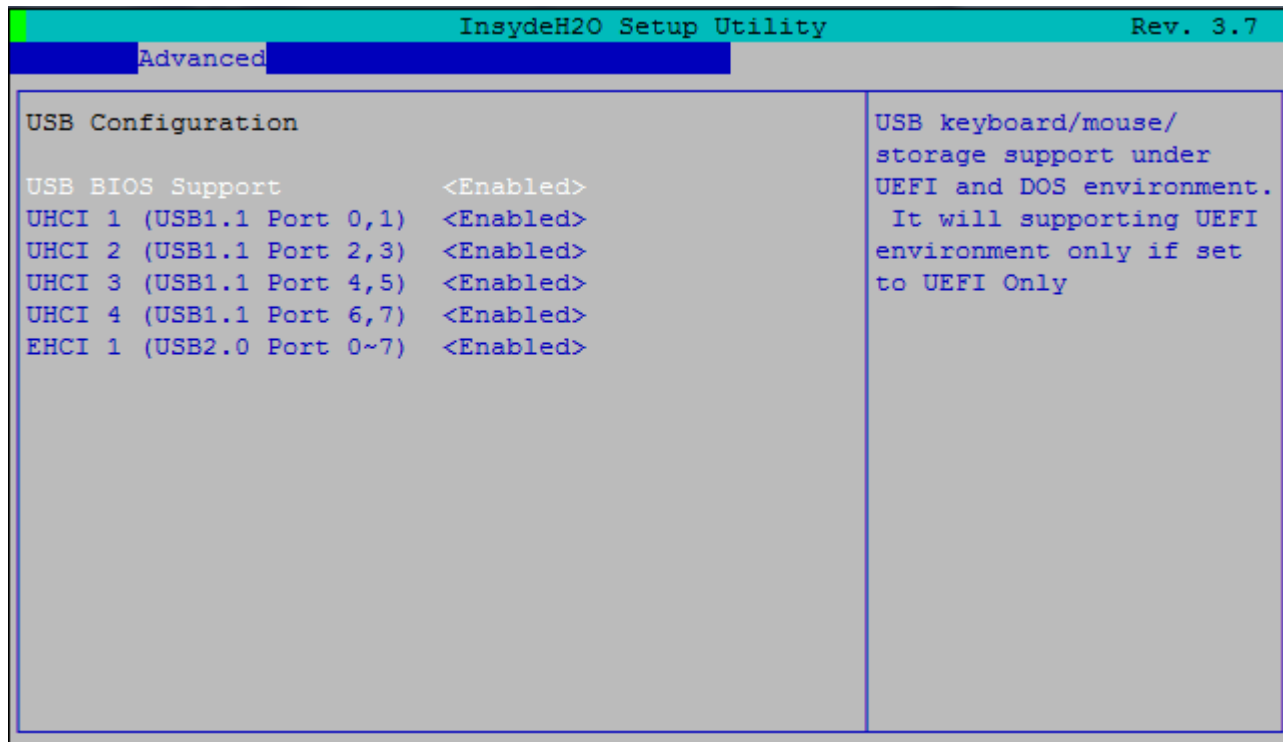 InsydeH2O Setup Utility Rev. 3.7
Advanced
USB Configuration
USB BIOS Support <Enabled>
UHCI 1 (USB1.1 Port 0,1) <Enabled>
UHCI 2 (USB1.1 Port 2,3) <Enabled>
UHCI 3 (USB1.1 Port 4,5) <Enabled>
UHCI 4 (USB1.1 Port 6,7) <Enabled>
EHCI 1 (USB2.0 Port 0~7) <Enabled>
USB keyboard/mouse/
storage support under
UEFI and DOS environment.
It will supporting UEFI
environment only if set
to UEFI Only